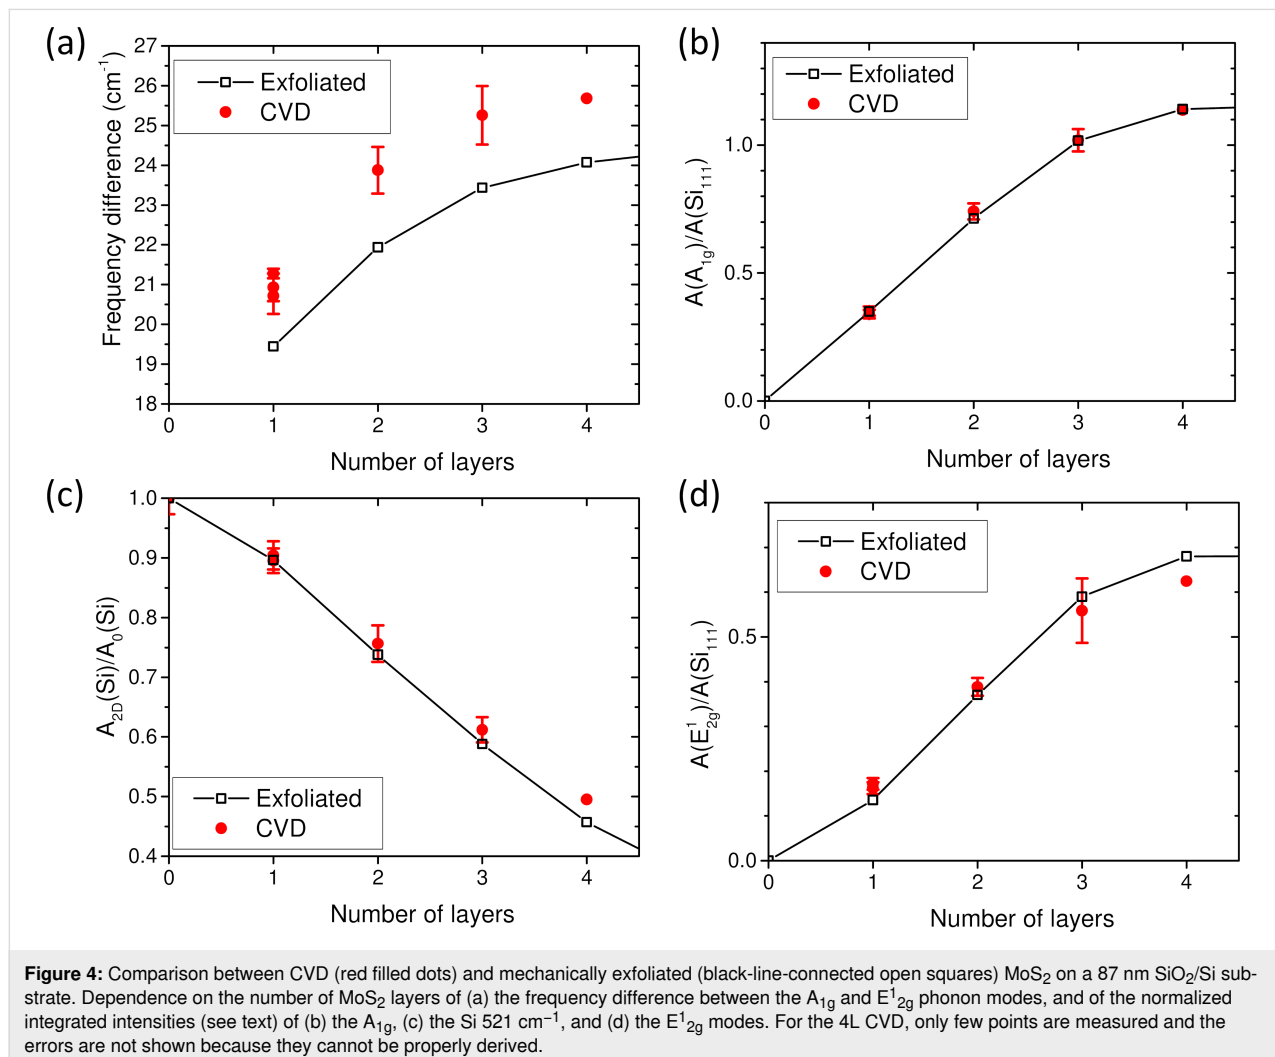 (a)
27
26
25
24
23
22
21
20
19
18
Frequency difference (cm⁻¹)
Exfoliated
CVD
0 1 2 3 4
Number of layers
(b)
1.0
0.5
0.0
A(A₁g)/A(Si₁₁₁)
Exfoliated
CVD
0 1 2 3 4
Number of layers
(c)
1.0
0.9
0.8
0.7
0.6
0.5
0.4
A₂D(Si)/A₀(Si)
Exfoliated
CVD
0 1 2 3 4
Number of layers
(d)
0.5
0.0
A(E¹₂g)/A(Si₁₁₁)
Exfoliated
CVD
0 1 2 3 4
Number of layers
Figure 4: Comparison between CVD (red filled dots) and mechanically exfoliated (black-line-connected open squares) MoS₂ on a 87 nm SiO₂/Si sub-
strate. Dependence on the number of MoS₂ layers of (a) the frequency difference between the A₁g and E¹₂g phonon modes, and of the normalized
integrated intensities (see text) of (b) the A₁g, (c) the Si 521 cm⁻¹, and (d) the E¹₂g modes. For the 4L CVD, only few points are measured and the
errors are not shown because they cannot be properly derived.